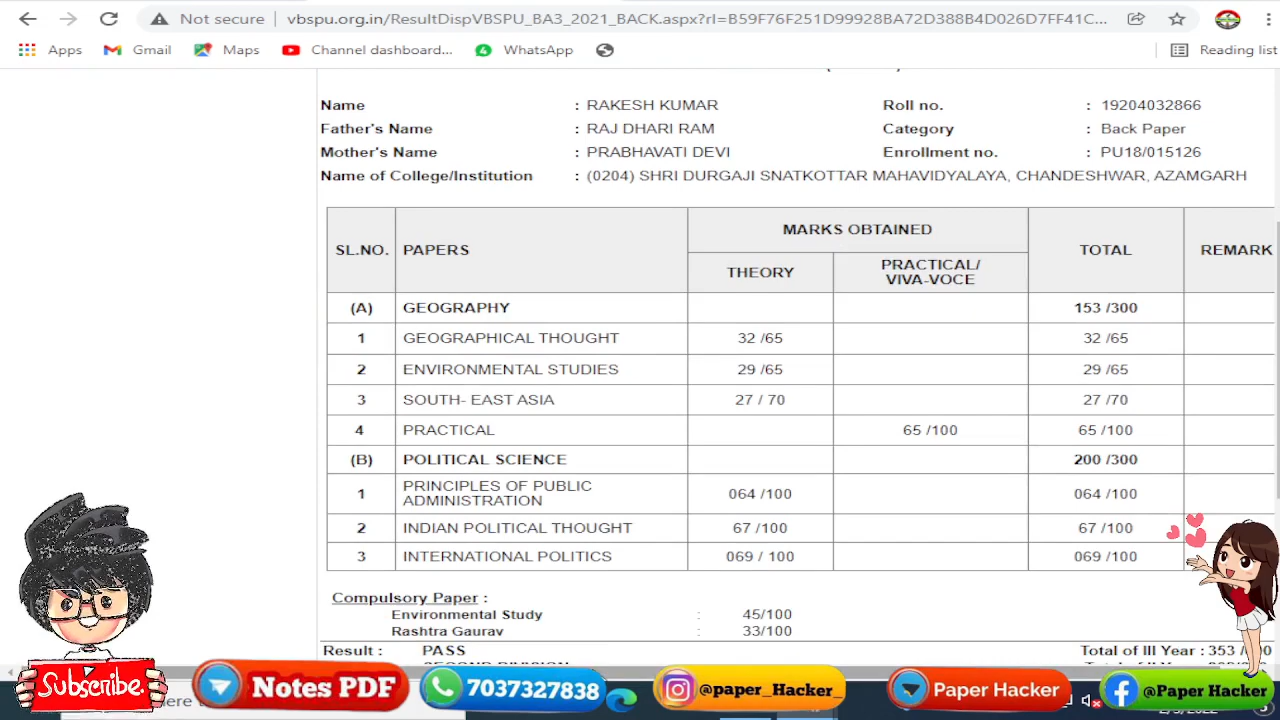 Not secure | vbspu.org.in/ResultDispVBSPU_BA3_2021_BACK.aspx?rl=B59F76F251D99928BA72D38BB4D026D7FF41C...
Apps Gmail Maps Channel dashboard... WhatsApp Reading list
Name : RAKESH KUMAR Roll no. : 19204032866
Father's Name : RAJ DHARI RAM Category : Back Paper
Mother's Name : PRABHAVATI DEVI Enrollment no. : PU18/015126
Name of College/Institution : (0204) SHRI DURGAJI SNATKOTTAR MAHAVIDYALAYA, CHANDESHWAR, AZAMGARH
SL.NO. PAPERS MARKS OBTAINED TOTAL REMARK
THEORY PRACTICAL/
VIVA-VOCE
(A) GEOGRAPHY 153 /300
1 GEOGRAPHICAL THOUGHT 32 /65 32 /65
2 ENVIRONMENTAL STUDIES 29 /65 29 /65
3 SOUTH- EAST ASIA 27 / 70 27 /70
4 PRACTICAL 65 /100 65 /100
(B) POLITICAL SCIENCE 200 /300
1 PRINCIPLES OF PUBLIC
ADMINISTRATION 064 /100 064 /100
2 INDIAN POLITICAL THOUGHT 67 /100 67 /100
3 INTERNATIONAL POLITICS 069 / 100 069 /100
Compulsory Paper :
Environmental Study : 45/100
Rashtra Gaurav : 33/100
Result : PASS Total of III Year : 353
Subscribe. Notes PDF 7037327838 @paper_Hacker_ Paper Hacker @Paper Hacker